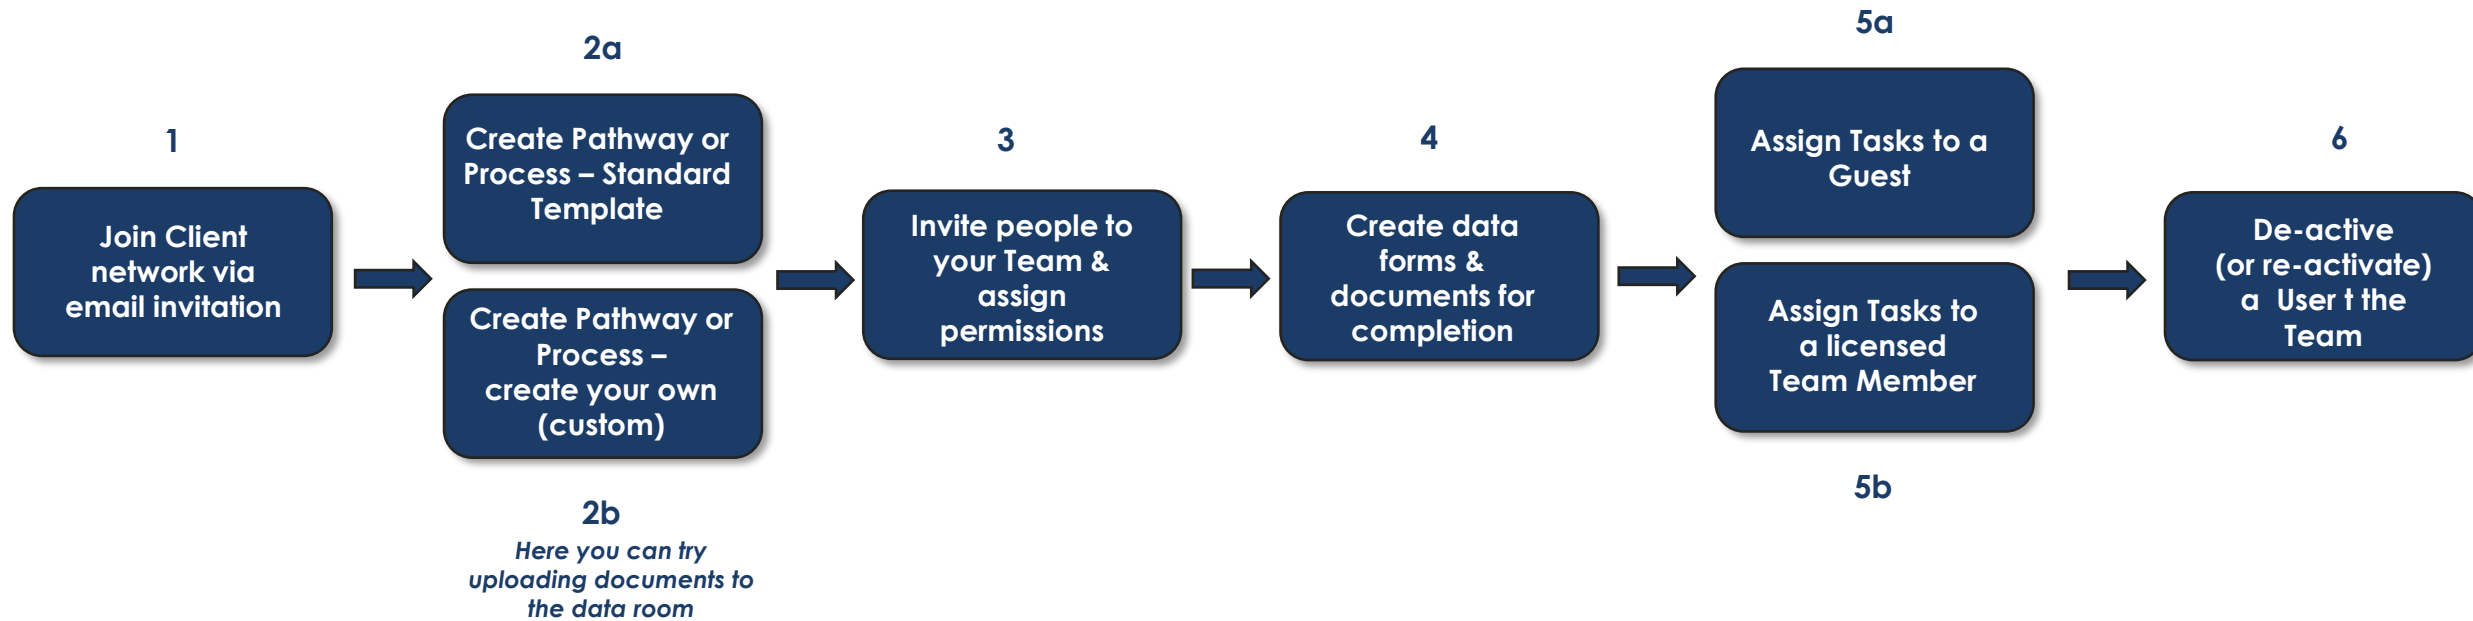 1
Join Client
network via
email invitation
2a
Create Pathway or
Process – Standard
Template
Create Pathway or
Process –
create your own
(custom)
2b
Here you can try
uploading documents to
the data room
3
Invite people to
your Team &
assign
permissions
4
Create data
forms &
documents for
completion
5a
Assign Tasks to a
Guest
Assign Tasks to
a licensed
Team Member
5b
6
De-active
(or re-activate)
a User t the
Team